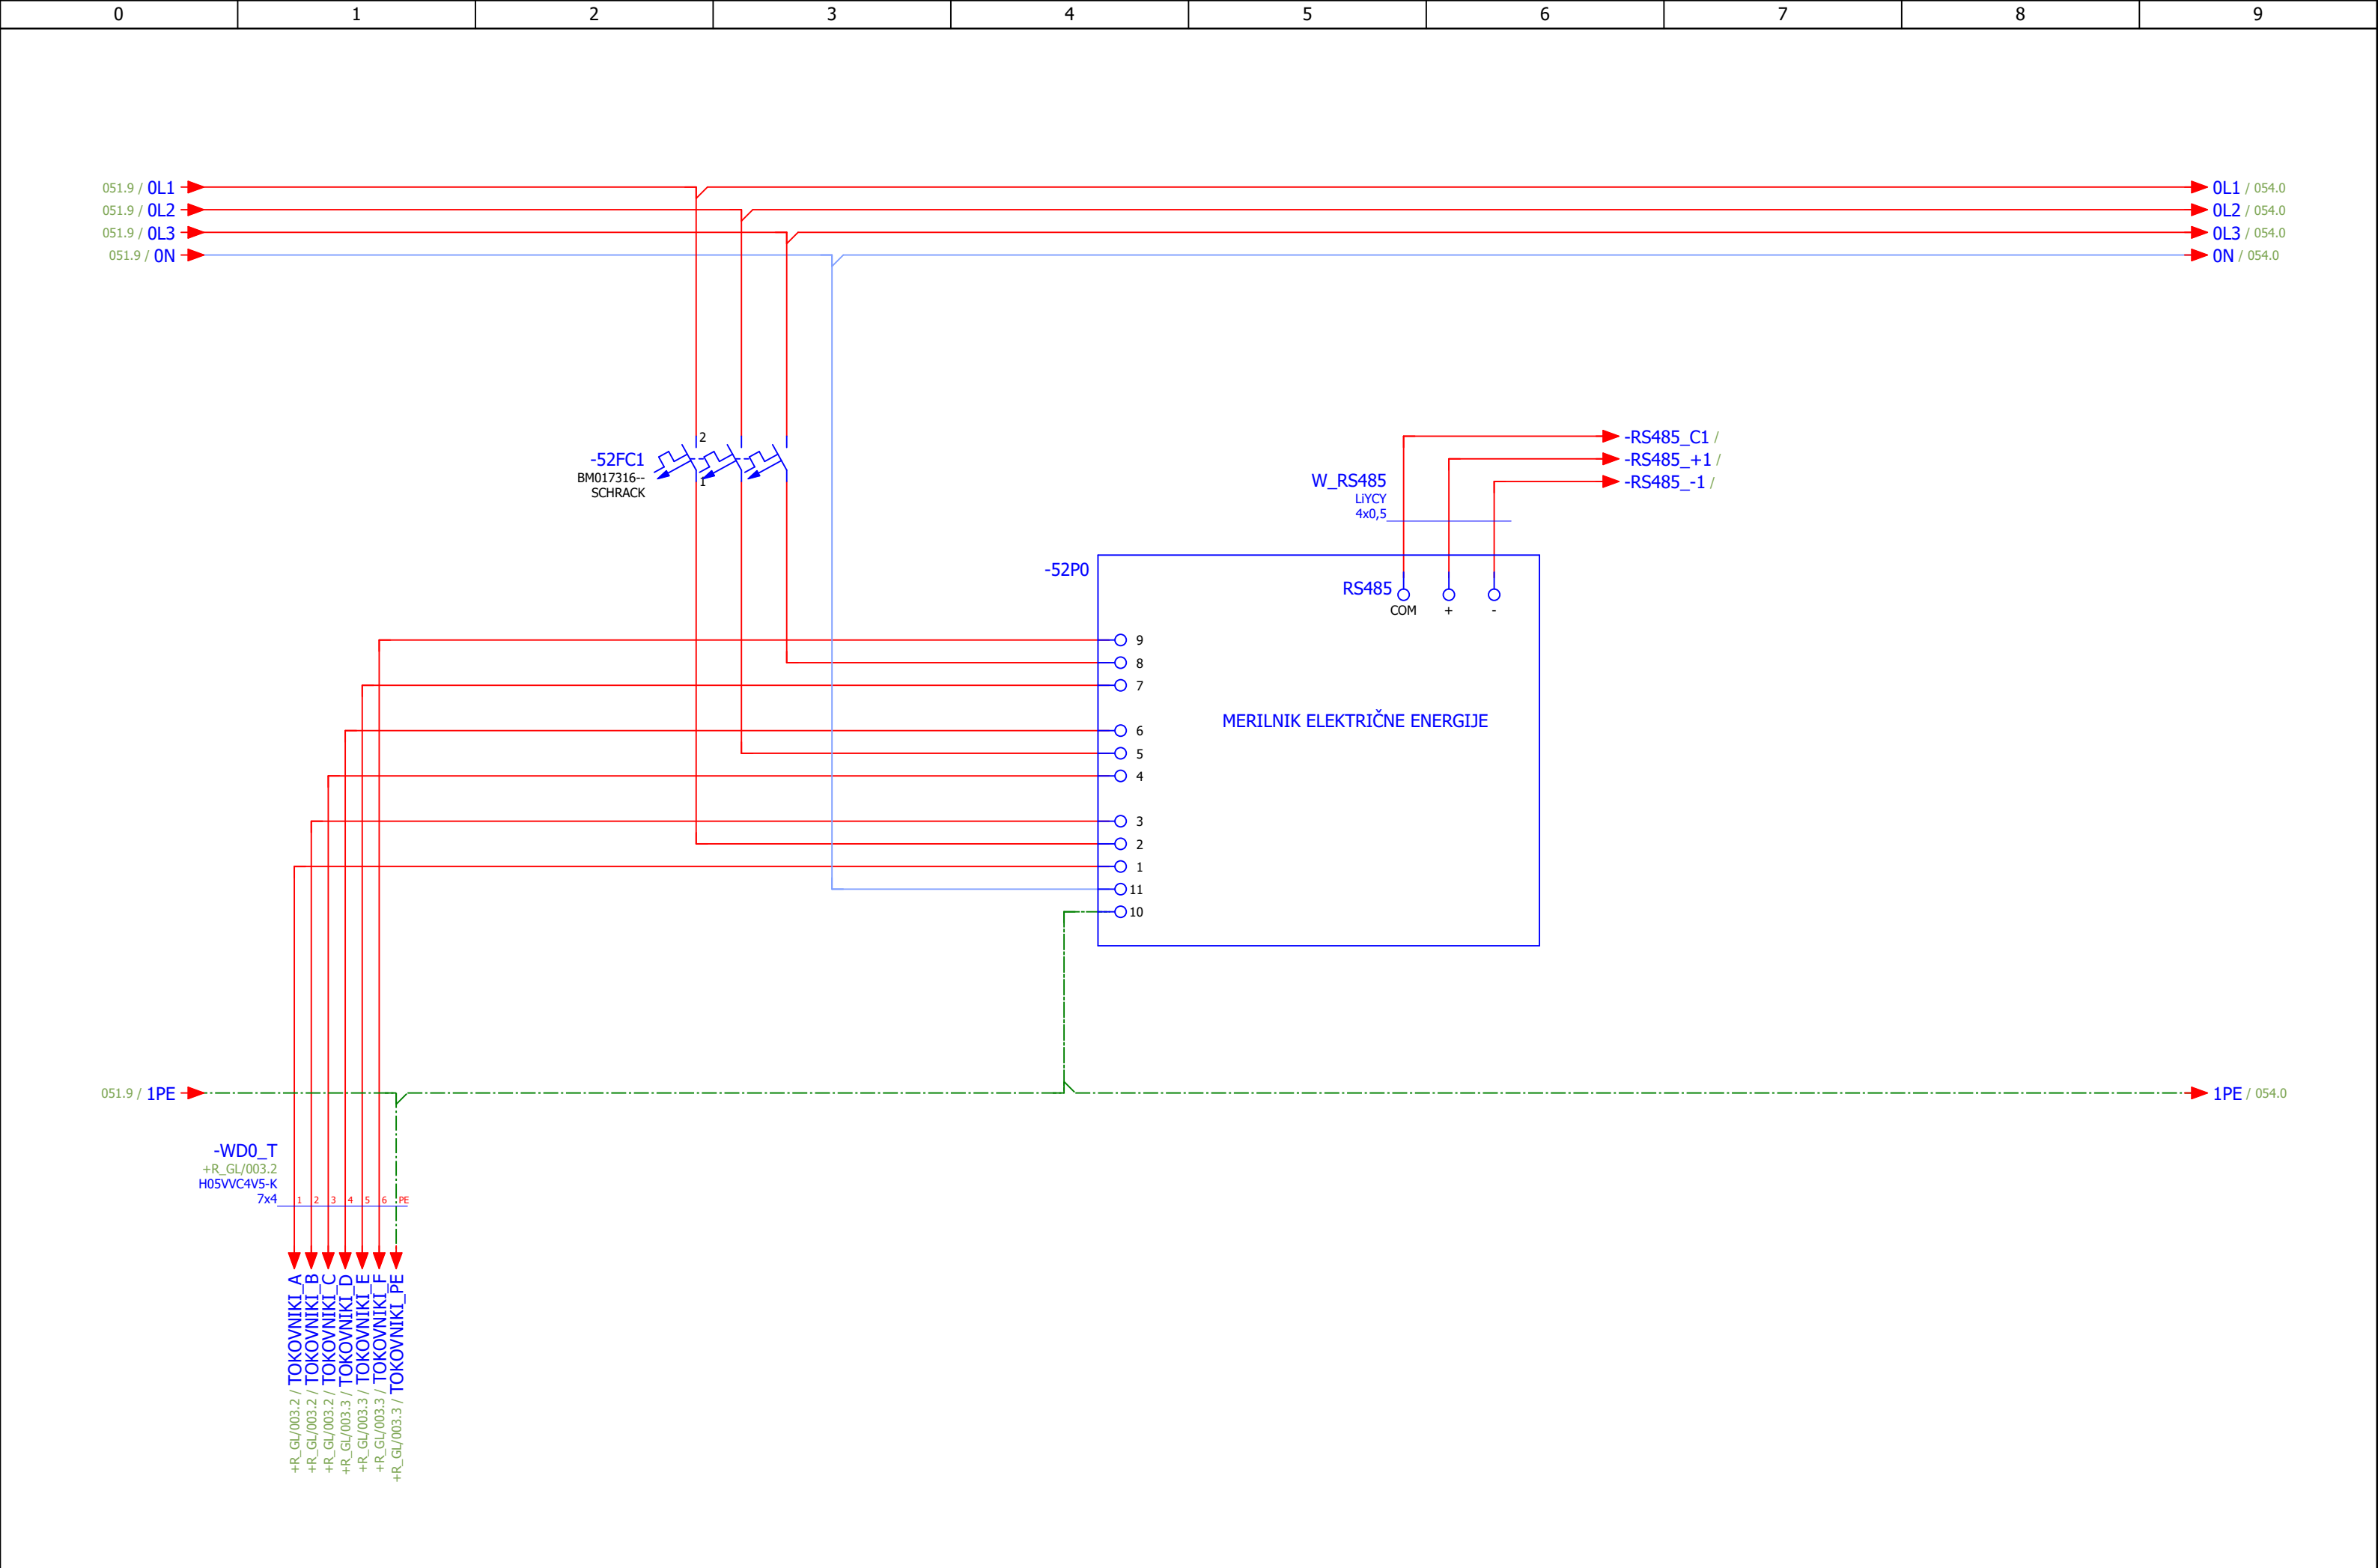 0 1 2 3 4 5 6 7 8 9
051.9 / 0L1
0L1 / 054.0
051.9 / 0L2
0L2 / 054.0
051.9 / 0L3
0L3 / 054.0
051.9 / 0N
0N / 054.0
2
-52FC1
BM017316--
SCHRACK
1
-RS485_C1 /
-RS485_+1 /
-RS485_-1 /
W_RS485
LiYCY
4x0,5
-52P0
RS485
COM + -
9
8
7
MERILNIK ELEKTRIČNE ENERGIJE
6
5
4
3
2
1
11
10
051.9 / 1PE
1PE / 054.0
-WD0_T
+R_GL/003.2
H05VVC4V5-K
7x4
1 2 3 4 5 6 PE
+R_GL/003.2 / TOKOVNIKI_A
+R_GL/003.2 / TOKOVNIKI_B
+R_GL/003.2 / TOKOVNIKI_C
+R_GL/003.3 / TOKOVNIKI_D
+R_GL/003.3 / TOKOVNIKI_E
+R_GL/003.3 / TOKOVNIKI_F
+R_GL/003.3 / TOKOVNIKI_PE